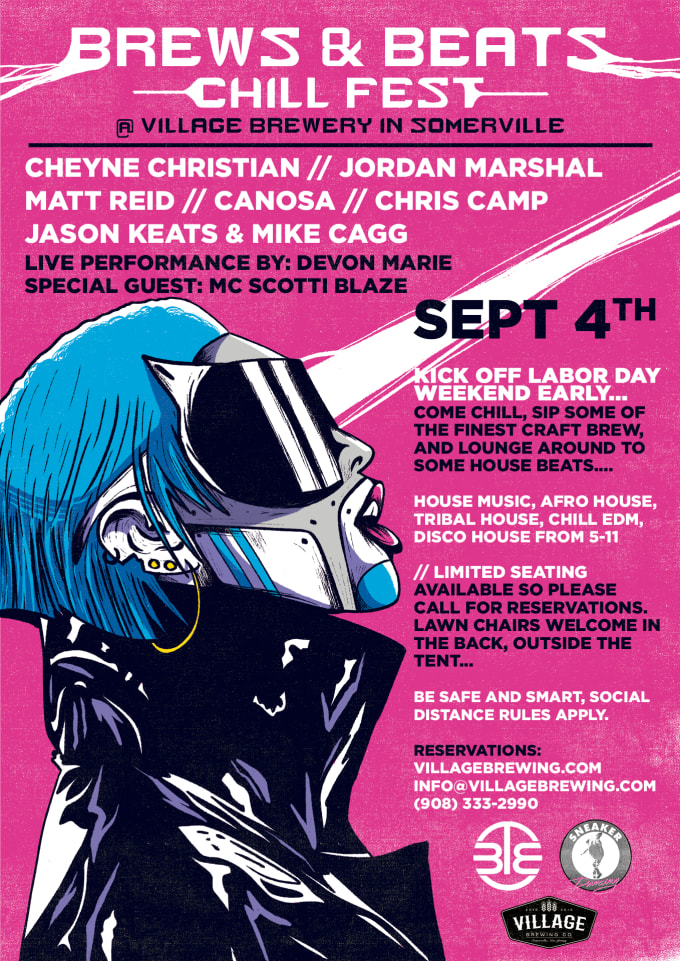 BREWS & BEATS
CHILL FEST
@ VILLAGE BREWERY IN SOMERVILLE
CHEYNE CHRISTIAN // JORDAN MARSHAL
MATT REID // CANOSA // CHRIS CAMP
JASON KEATS & MIKE CAGG
LIVE PERFORMANCE BY: DEVON MARIE
SPECIAL GUEST: MC SCOTTI BLAZE
SEPT 4TH
KICK OFF LABOR DAY
WEEKEND EARLY...
COME CHILL, SIP SOME OF
THE FINEST CRAFT BREW,
AND LOUNGE AROUND TO
SOME HOUSE BEATS....
HOUSE MUSIC, AFRO HOUSE,
TRIBAL HOUSE, CHILL EDM,
DISCO HOUSE FROM 5-11
// LIMITED SEATING
AVAILABLE SO PLEASE
CALL FOR RESERVATIONS.
LAWN CHAIRS WELCOME IN
THE BACK, OUTSIDE THE
TENT...
BE SAFE AND SMART, SOCIAL
DISTANCE RULES APPLY.
RESERVATIONS:
VILLAGEBREWING.COM
INFO@VILLAGEBREWING.COM
(908) 333-2990
SNEAKER
VILLAGE
BREWING CO.